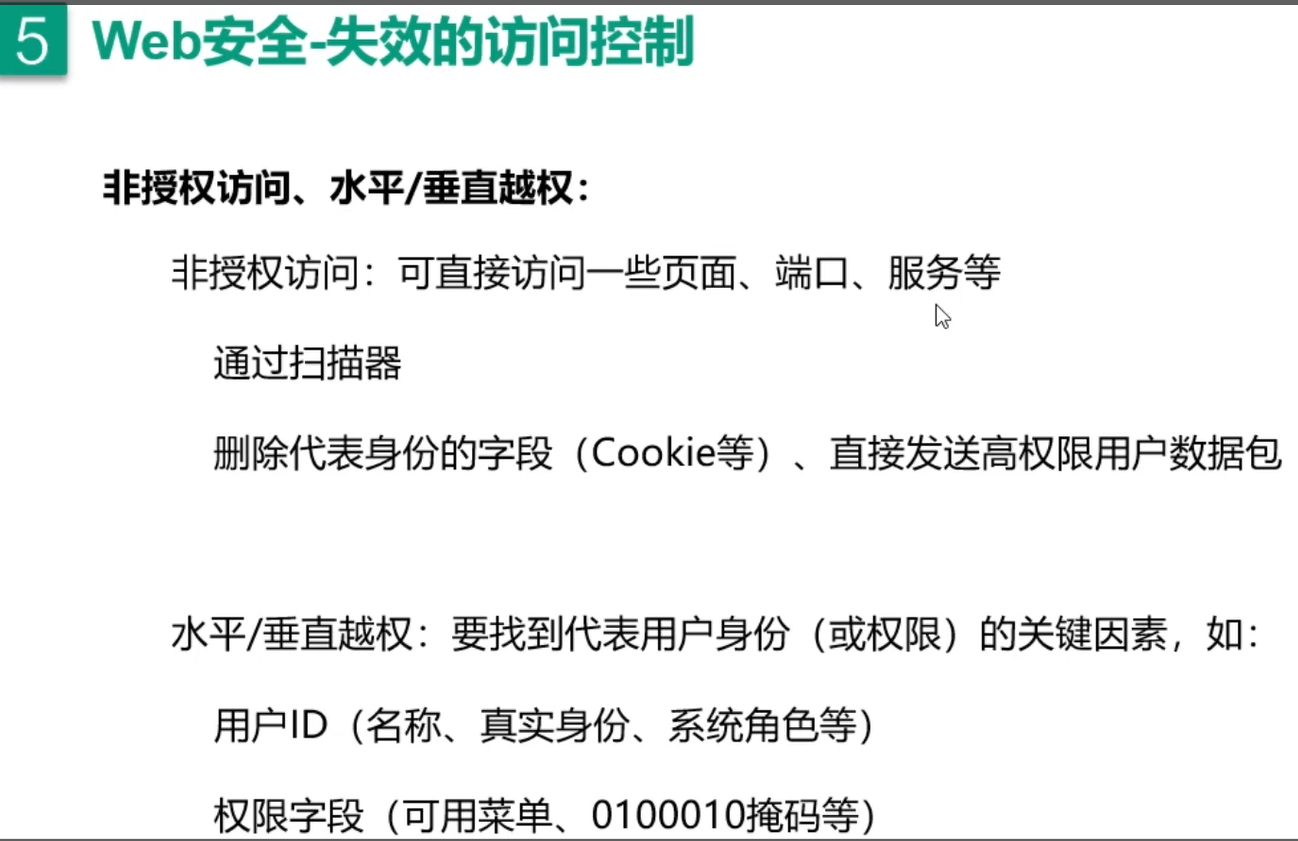 5 Web安全-失效的访问控制
非授权访问、水平/垂直越权：
非授权访问：可直接访问一些页面、端口、服务等
通过扫描器
删除代表身份的字段（Cookie等）、直接发送高权限用户数据包
水平/垂直越权：要找到代表用户身份（或权限）的关键因素，如：
用户ID（名称、真实身份、系统角色等）
权限字段（可用菜单、0100010掩码等）